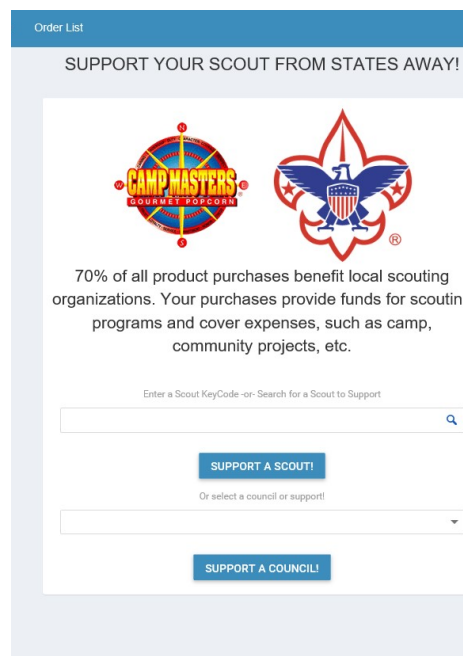 Order List
SUPPORT YOUR SCOUT FROM STATES AWAY!
N
W
E
S
CAMP MASTERS
GOURMET POPCORN
®
70% of all product purchases benefit local scouting
organizations. Your purchases provide funds for scoutin
programs and cover expenses, such as camp,
community projects, etc.
Enter a Scout KeyCode -or- Search for a Scout to Support
SUPPORT A SCOUT!
Or select a council or support!
SUPPORT A COUNCIL!